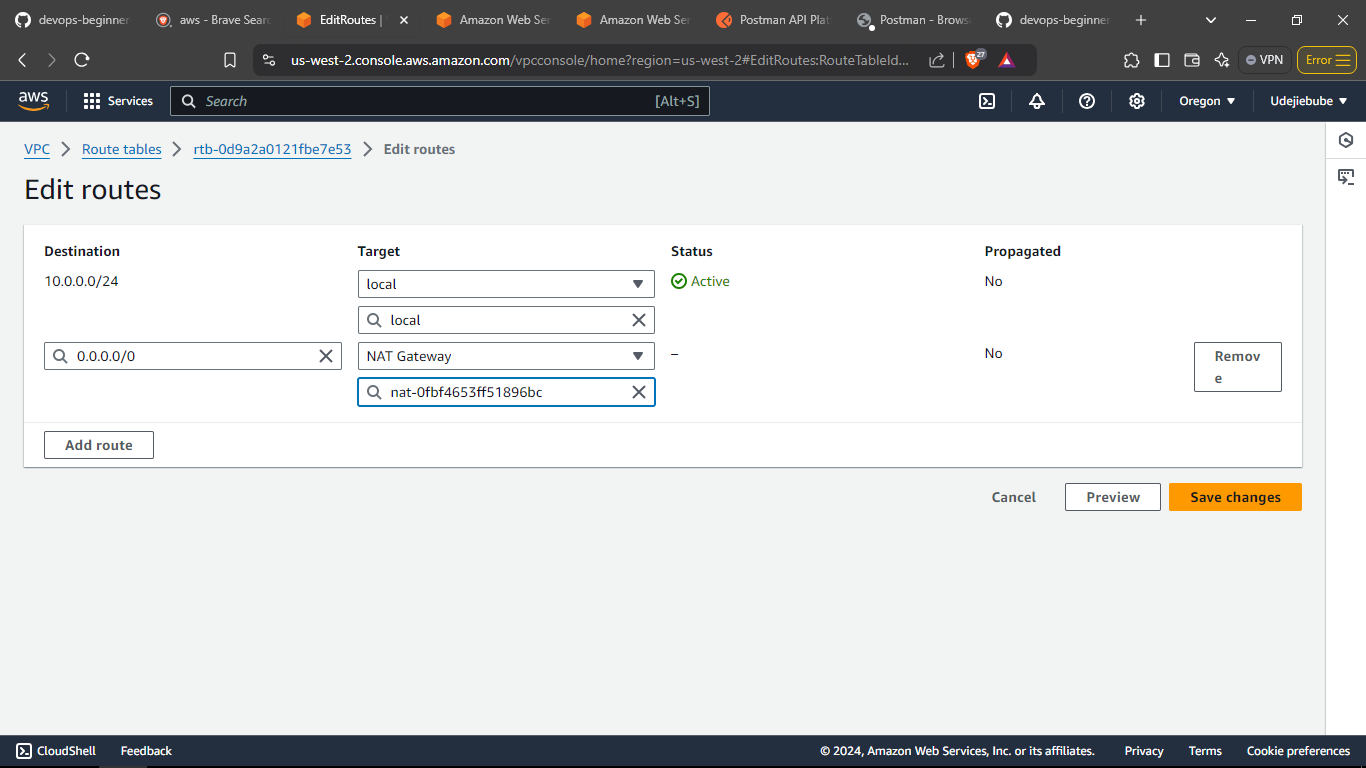 devops-beginner
aws - Brave Sear
EditRoutes |
Amazon Web Se
Amazon Web Se
Postman API Plat
Postman - Brows
devops-beginner
us-west-2.console.aws.amazon.com/vpcconsole/home?region=us-west-2#EditRoutes:RouteTableId...
27
VPN
Error
aws
Services
Search
[Alt+S]
Oregon
Udejiebube
VPC
Route tables
rtb-0d9a2a0121fbe7e53
Edit routes
Edit routes
Destination
Target
Status
Propagated
10.0.0.0/24
local
Active
No
local
0.0.0.0/0
NAT Gateway
–
No
Remov
e
nat-0fbf4653ff51896bc
Add route
Cancel
Preview
Save changes
CloudShell
Feedback
© 2024, Amazon Web Services, Inc. or its affiliates.
Privacy
Terms
Cookie preferences